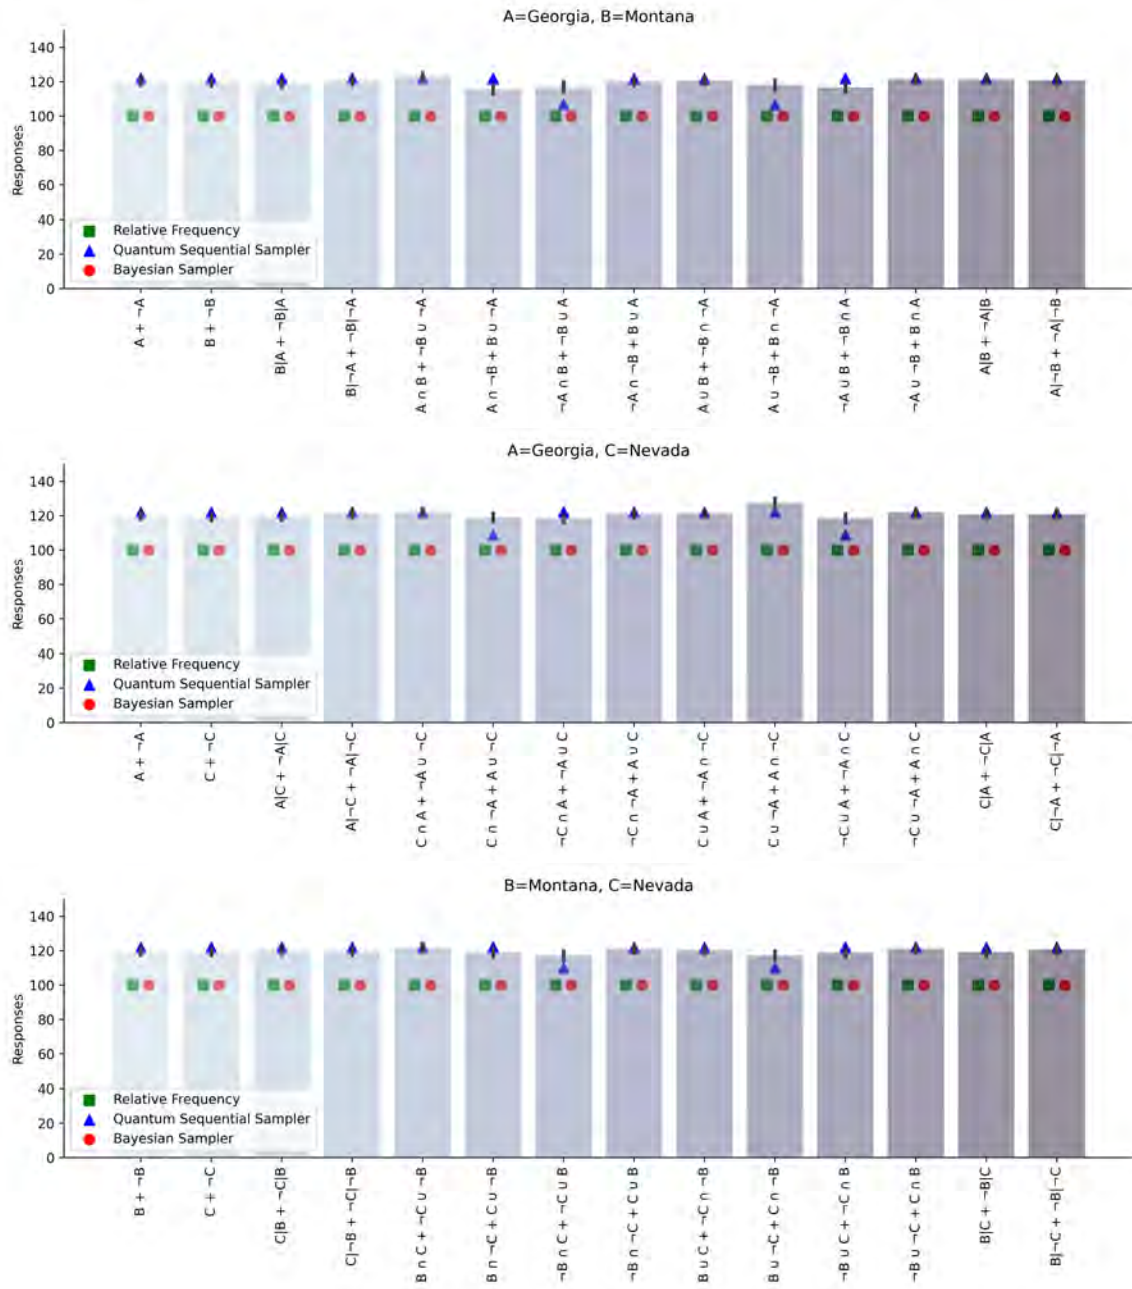 A=Georgia, B=Montana
140
120
100
80
60
40
20
0
Responses
Relative Frequency
Quantum Sequential Sampler
Bayesian Sampler
A + ¬A
B + ¬B
B|A + ¬B|A
B|¬A + ¬B|¬A
A ∩ B + ¬B ∪ ¬A
A ∩ ¬B + B ∪ ¬A
¬A ∩ B + ¬B ∪ A
¬A ∩ ¬B + B ∪ A
A ∪ B + ¬B ∩ ¬A
A ∪ ¬B + B ∩ ¬A
¬A ∪ B + ¬B ∩ A
¬A ∪ ¬B + B ∩ A
A|B + ¬A|B
A|¬B + ¬A|¬B
A=Georgia, C=Nevada
140
120
100
80
60
40
20
0
Responses
Relative Frequency
Quantum Sequential Sampler
Bayesian Sampler
A + ¬A
C + ¬C
A|C + ¬A|C
A|¬C + ¬A|¬C
C ∩ A + ¬A ∪ ¬C
C ∩ ¬A + A ∪ ¬C
¬C ∩ A + ¬A ∪ C
¬C ∩ ¬A + A ∪ C
C ∪ A + ¬A ∩ ¬C
C ∪ ¬A + A ∩ ¬C
¬C ∪ A + ¬A ∩ C
¬C ∪ ¬A + A ∩ C
C|A + ¬C|A
C|¬A + ¬C|¬A
B=Montana, C=Nevada
140
120
100
80
60
40
20
0
Responses
Relative Frequency
Quantum Sequential Sampler
Bayesian Sampler
B + ¬B
C + ¬C
C|B + ¬C|B
C|¬B + ¬C|¬B
B ∩ C + ¬C ∪ ¬B
B ∩ ¬C + C ∪ ¬B
¬B ∩ C + ¬C ∪ B
¬B ∩ ¬C + C ∪ B
B ∪ C + ¬C ∩ ¬B
B ∪ ¬C + C ∩ ¬B
¬B ∪ C + ¬C ∩ B
¬B ∪ ¬C + C ∩ B
B|C + ¬B|C
B|¬C + ¬B|¬C